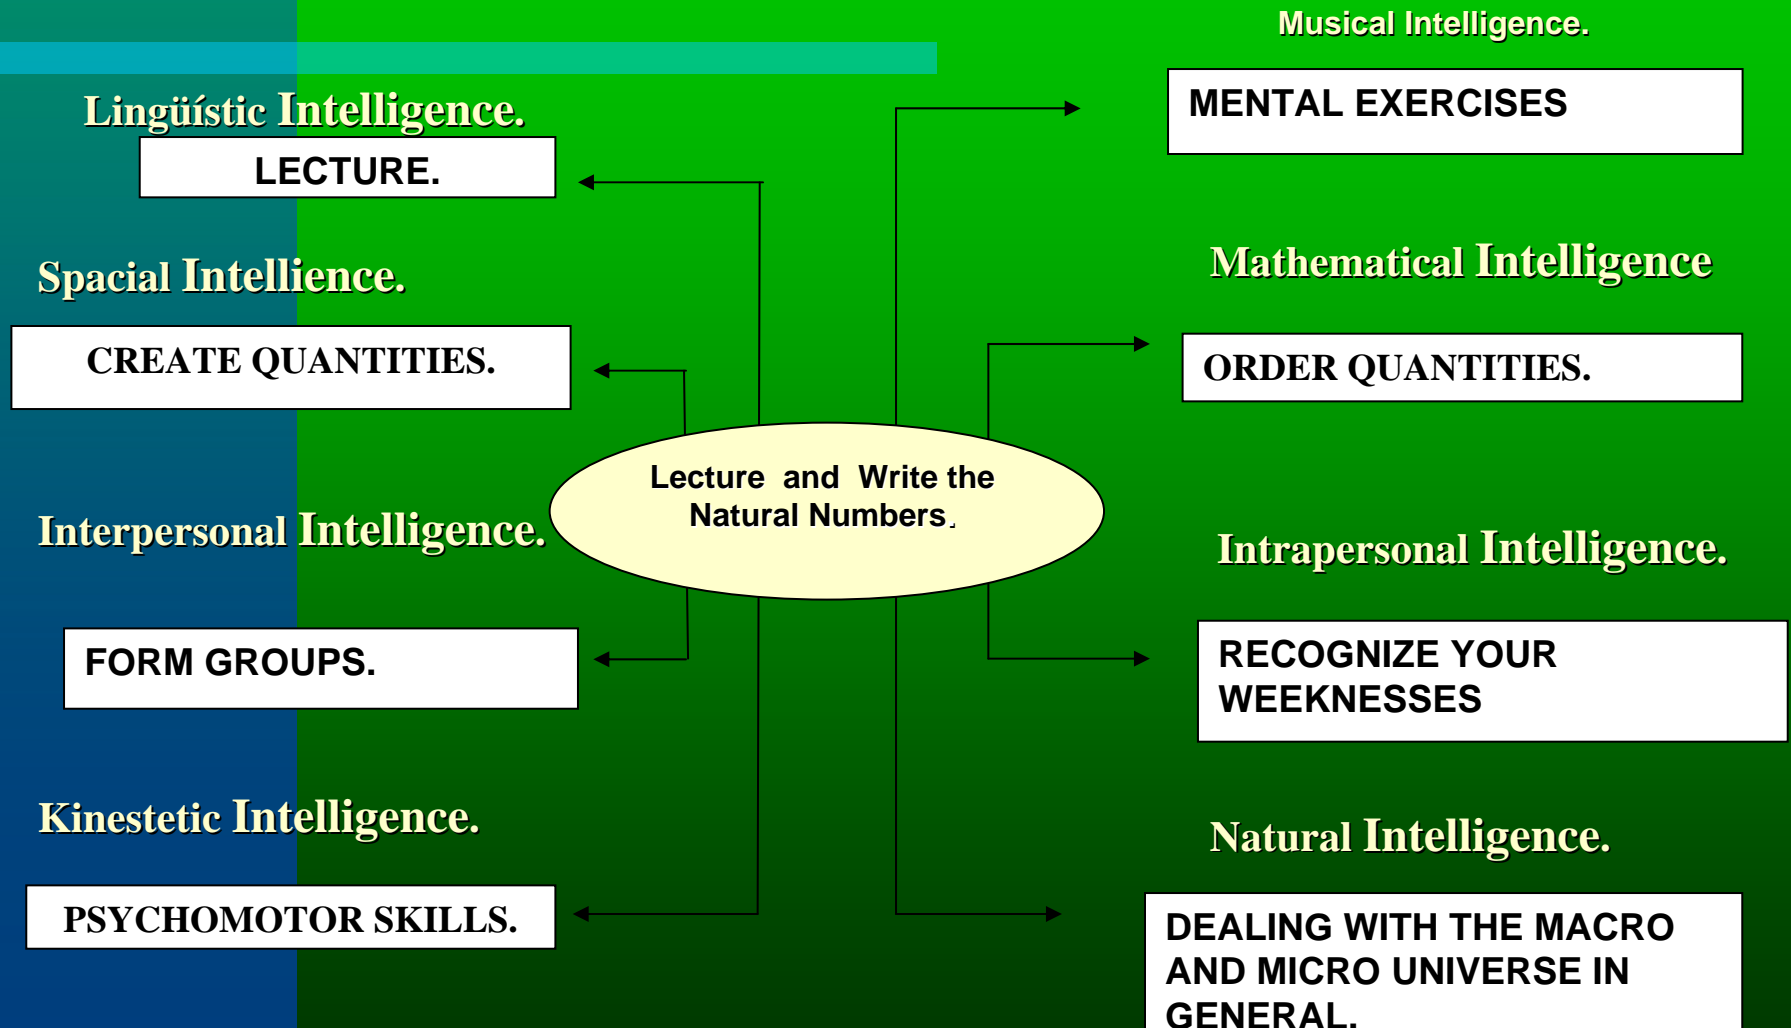 Musical Intelligence.
MENTAL EXERCISES
Lingüístic Intelligence.
LECTURE.
Spacial Intellience.
CREATE QUANTITIES.
Mathematical Intelligence
ORDER QUANTITIES.
Lecture and Write the
Natural Numbers.
Interpersonal Intelligence.
FORM GROUPS.
Intrapersonal Intelligence.
RECOGNIZE YOUR
WEEKNESSES
Kinestetic Intelligence.
PSYCHOMOTOR SKILLS.
Natural Intelligence.
DEALING WITH THE MACRO
AND MICRO UNIVERSE IN
GENERAL.